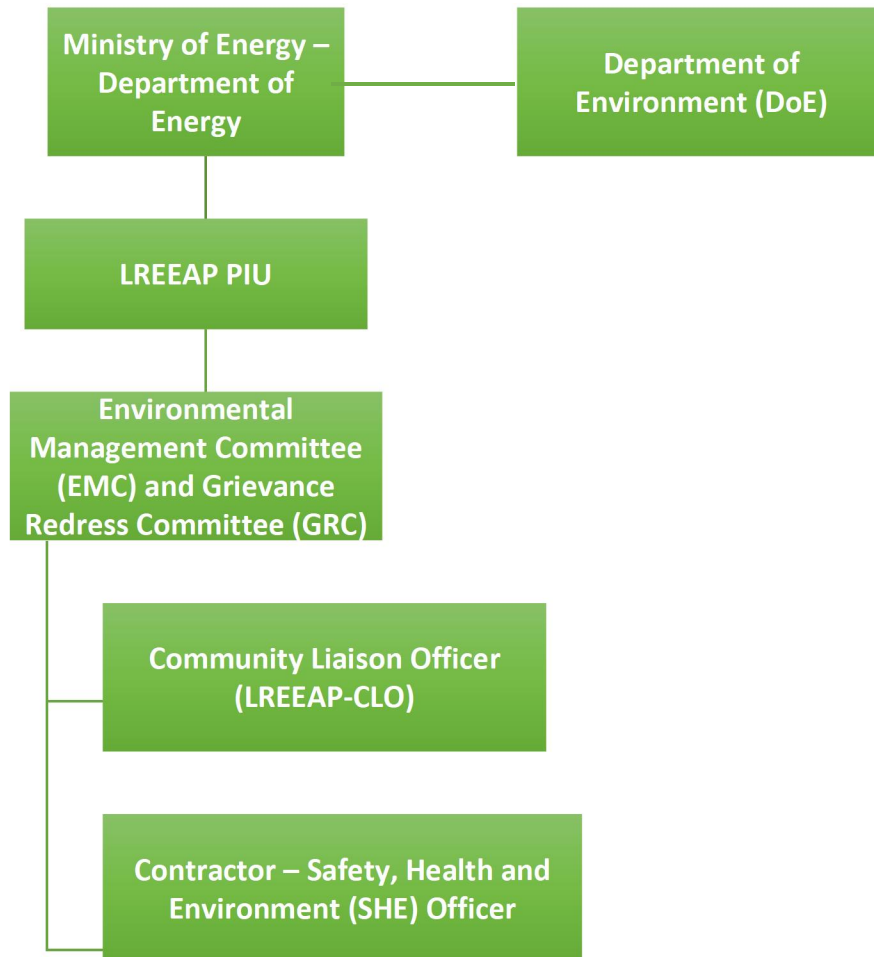 Ministry of Energy –
Department of
Energy
Department of
Environment (DoE)
LREEAP PIU
Environmental
Management Committee
(EMC) and Grievance
Redress Committee (GRC)
Community Liaison Officer
(LREEAP-CLO)
Contractor – Safety, Health and
Environment (SHE) Officer